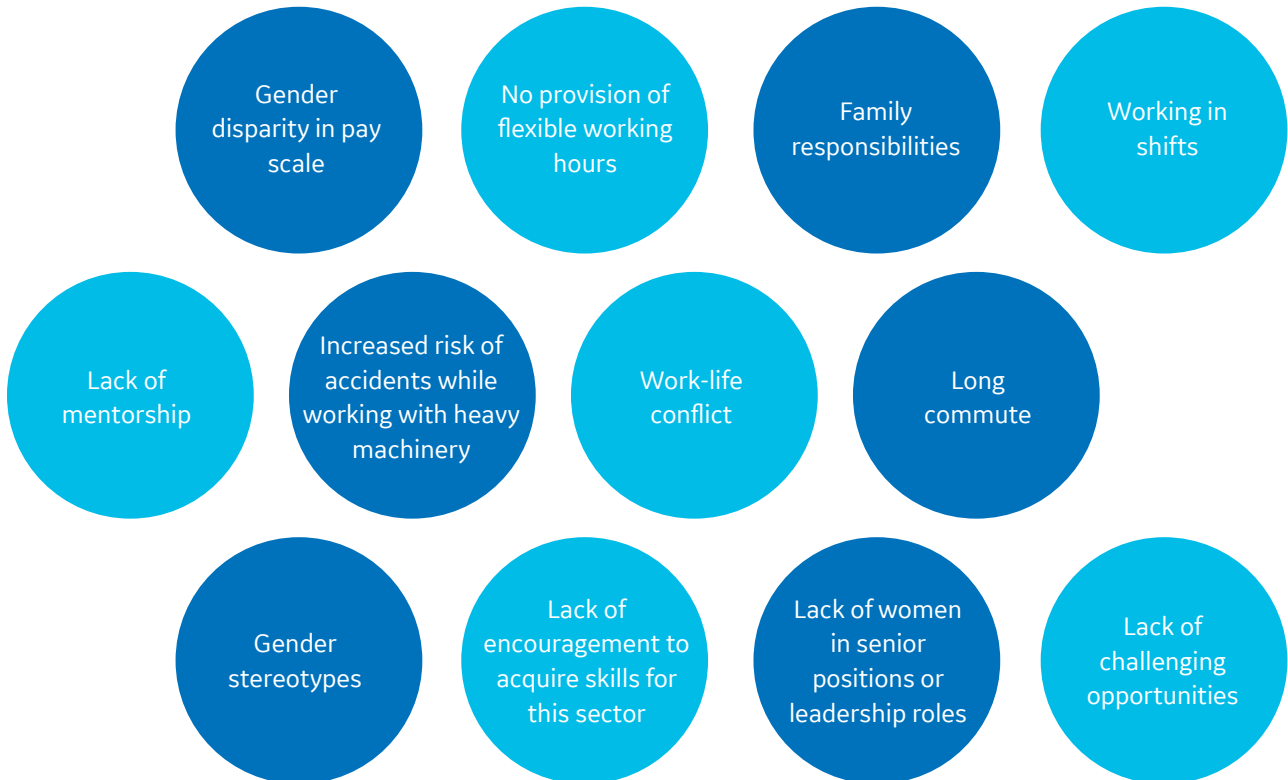 Gender
disparity in pay
scale
No provision of
flexible working
hours
Family
responsibilities
Working in
shifts
Lack of
mentorship
Increased risk of
accidents while
working with heavy
machinery
Work-life
conflict
Long
commute
Gender
stereotypes
Lack of
encouragement to
acquire skills for
this sector
Lack of women
in senior
positions or
leadership roles
Lack of
challenging
opportunities